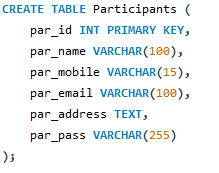 CREATE TABLE Participants (
    par_id INT PRIMARY KEY,
    par_name VARCHAR(100),
    par_mobile VARCHAR(15),
    par_email VARCHAR(100),
    par_address TEXT,
    par_pass VARCHAR(255)
);